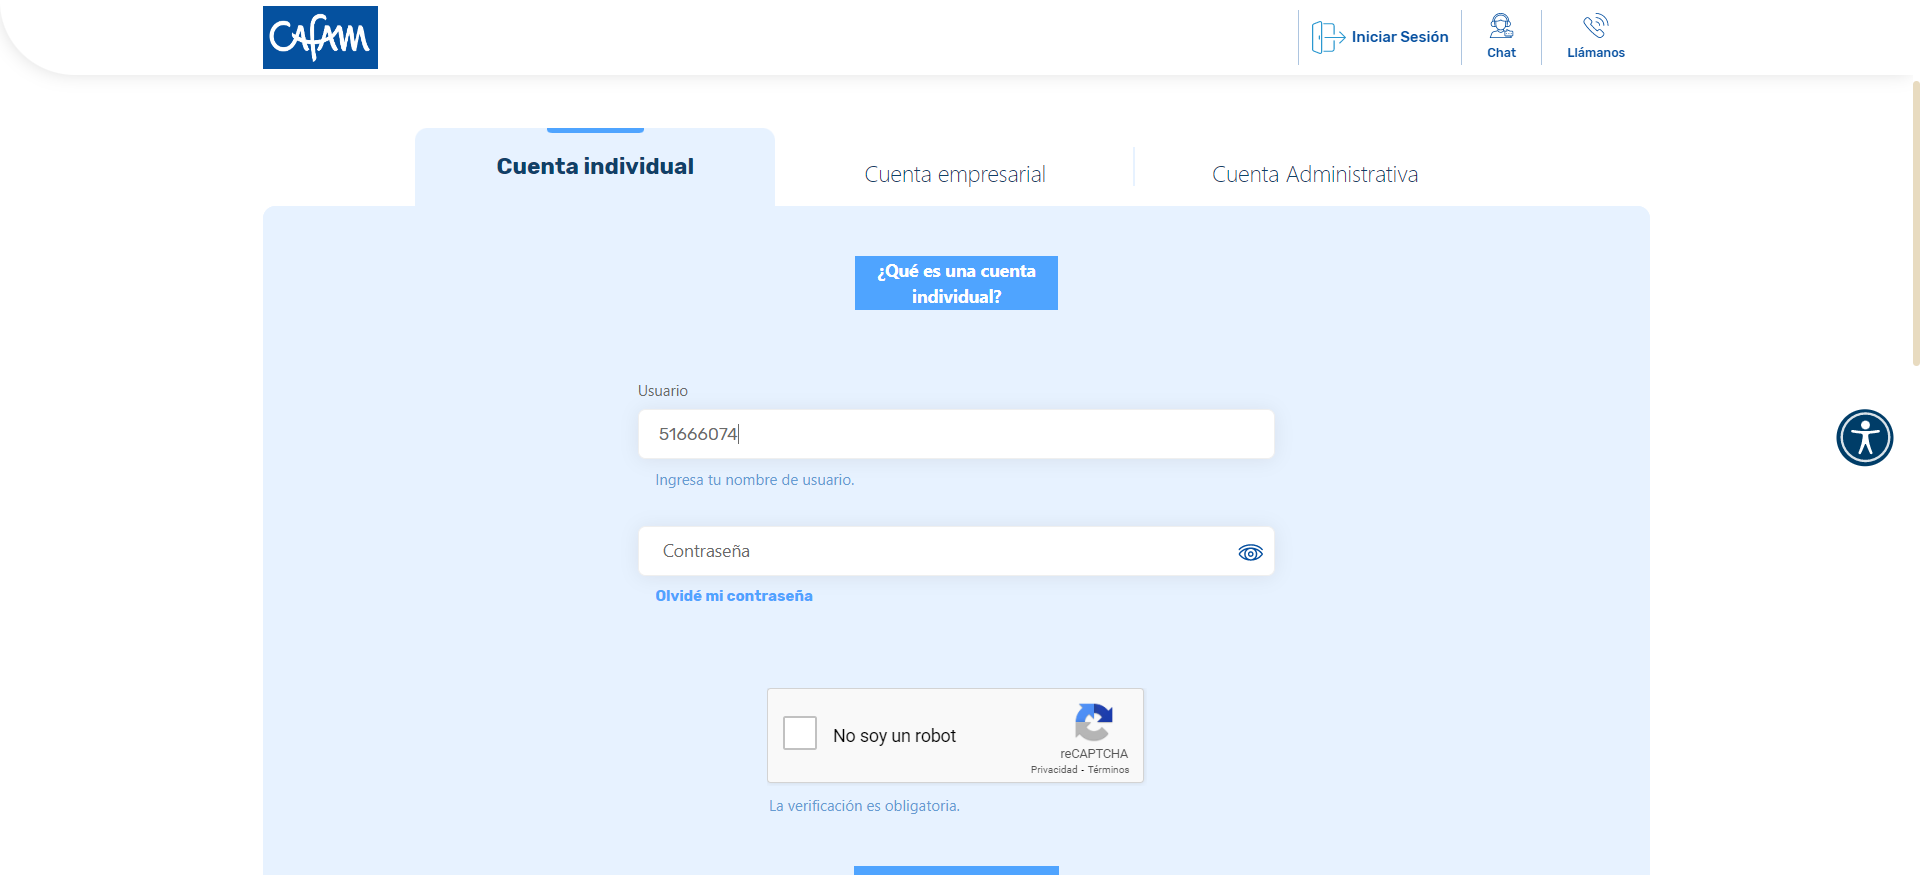 CAFAM
Iniciar Sesión
Chat
Llámanos
Cuenta individual
Cuenta empresarial
Cuenta Administrativa
¿Qué es una cuenta
individual?
Usuario
51666074
Ingresa tu nombre de usuario.
Contraseña
Olvidé mi contraseña
No soy un robot
reCAPTCHA
Privacidad - Términos
La verificación es obligatoria.